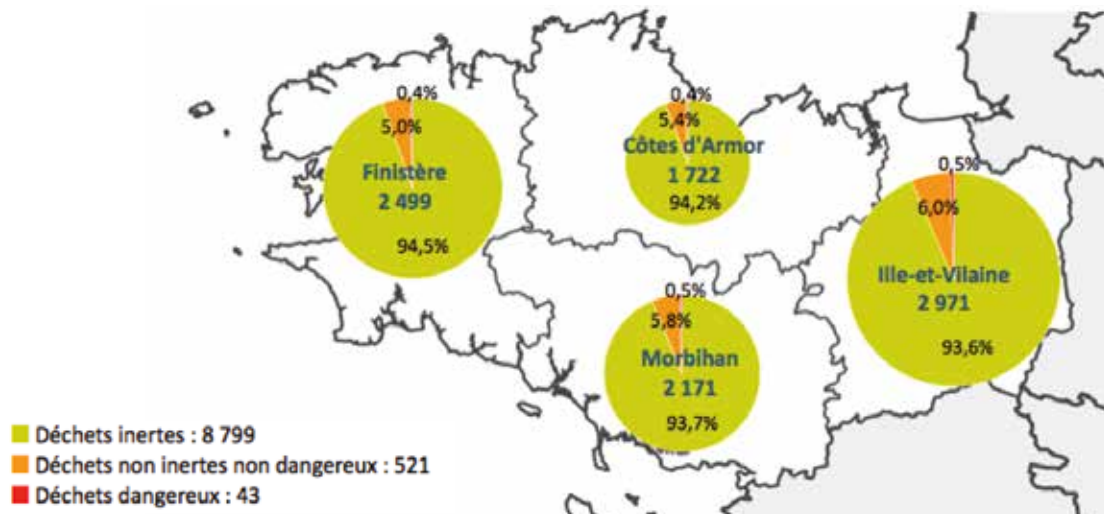 0,4%
5,0%
Finistère
2 499
94,5%
0,4%
5,4%
Côtes d'Armor
1 722
94,2%
0,5%
6,0%
Ille-et-Vilaine
2 971
93,6%
0,5%
5,8%
Morbihan
2 171
93,7%
Déchets inertes : 8 799
Déchets non inertes non dangereux : 521
Déchets dangereux : 43